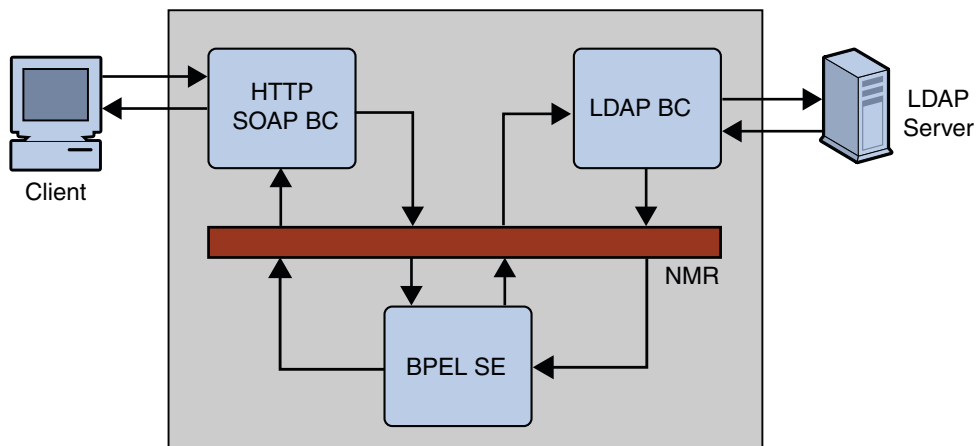 HTTP
SOAP BC
LDAP BC
LDAP
Server
Client
NMR
BPEL SE